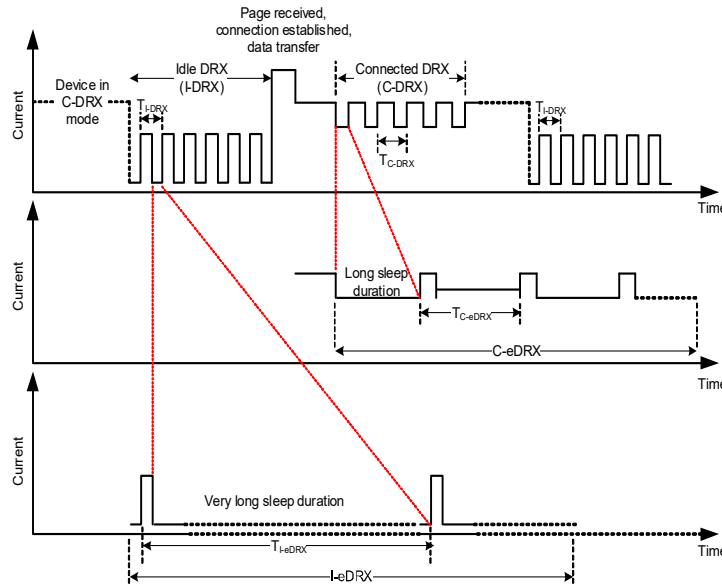 Page received,
connection established,
data transfer
Device in
C-DRX
mode
Idle DRX
(I-DRX)
Connected DRX
(C-DRX)
TI-DRX
TC-DRX
TI-DRX
Current
Time
Long sleep
duration
TC-eDRX
C-eDRX
Current
Time
Very long sleep duration
TI-eDRX
I-eDRX
Current
Time